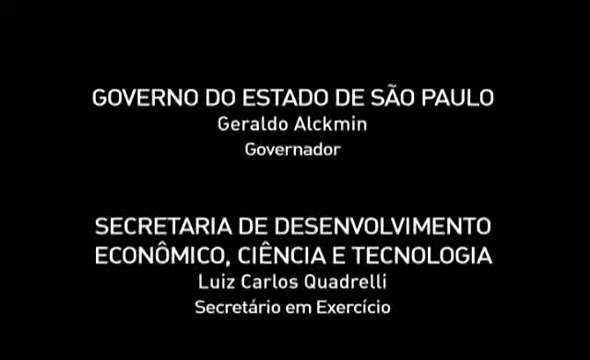 GOVERNO DO ESTADO DE SÃO PAULO
Geraldo Alckmin
Governador
SECRETARIA DE DESENVOLVIMENTO
ECONÔMICO, CIÊNCIA E TECNOLOGIA
Luiz Carlos Quadrelli
Secretário em Exercício